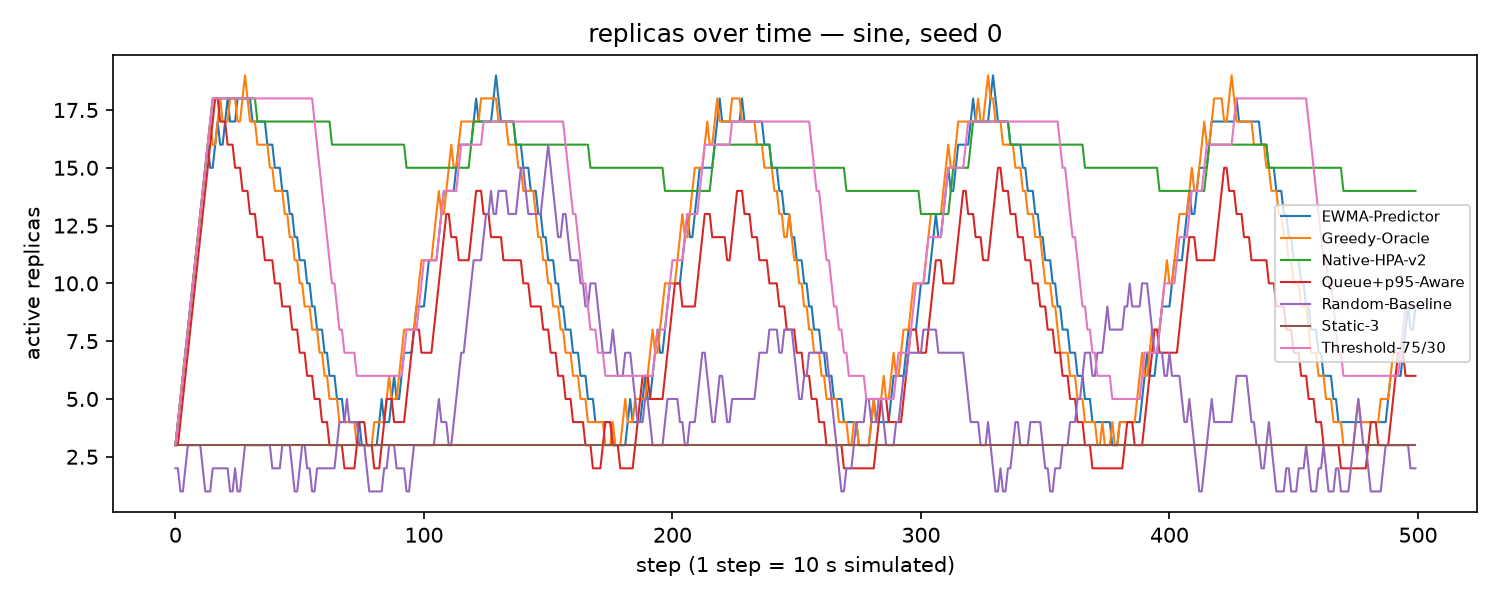 replicas over time — sine, seed 0
active replicas
17.5
15.0
12.5
10.0
7.5
5.0
2.5
EWMA-Predictor
Greedy-Oracle
Native-HPA-v2
Queue+p95-Aware
Random-Baseline
Static-3
Threshold-75/30
0 100 200 300 400 500
step (1 step = 10 s simulated)